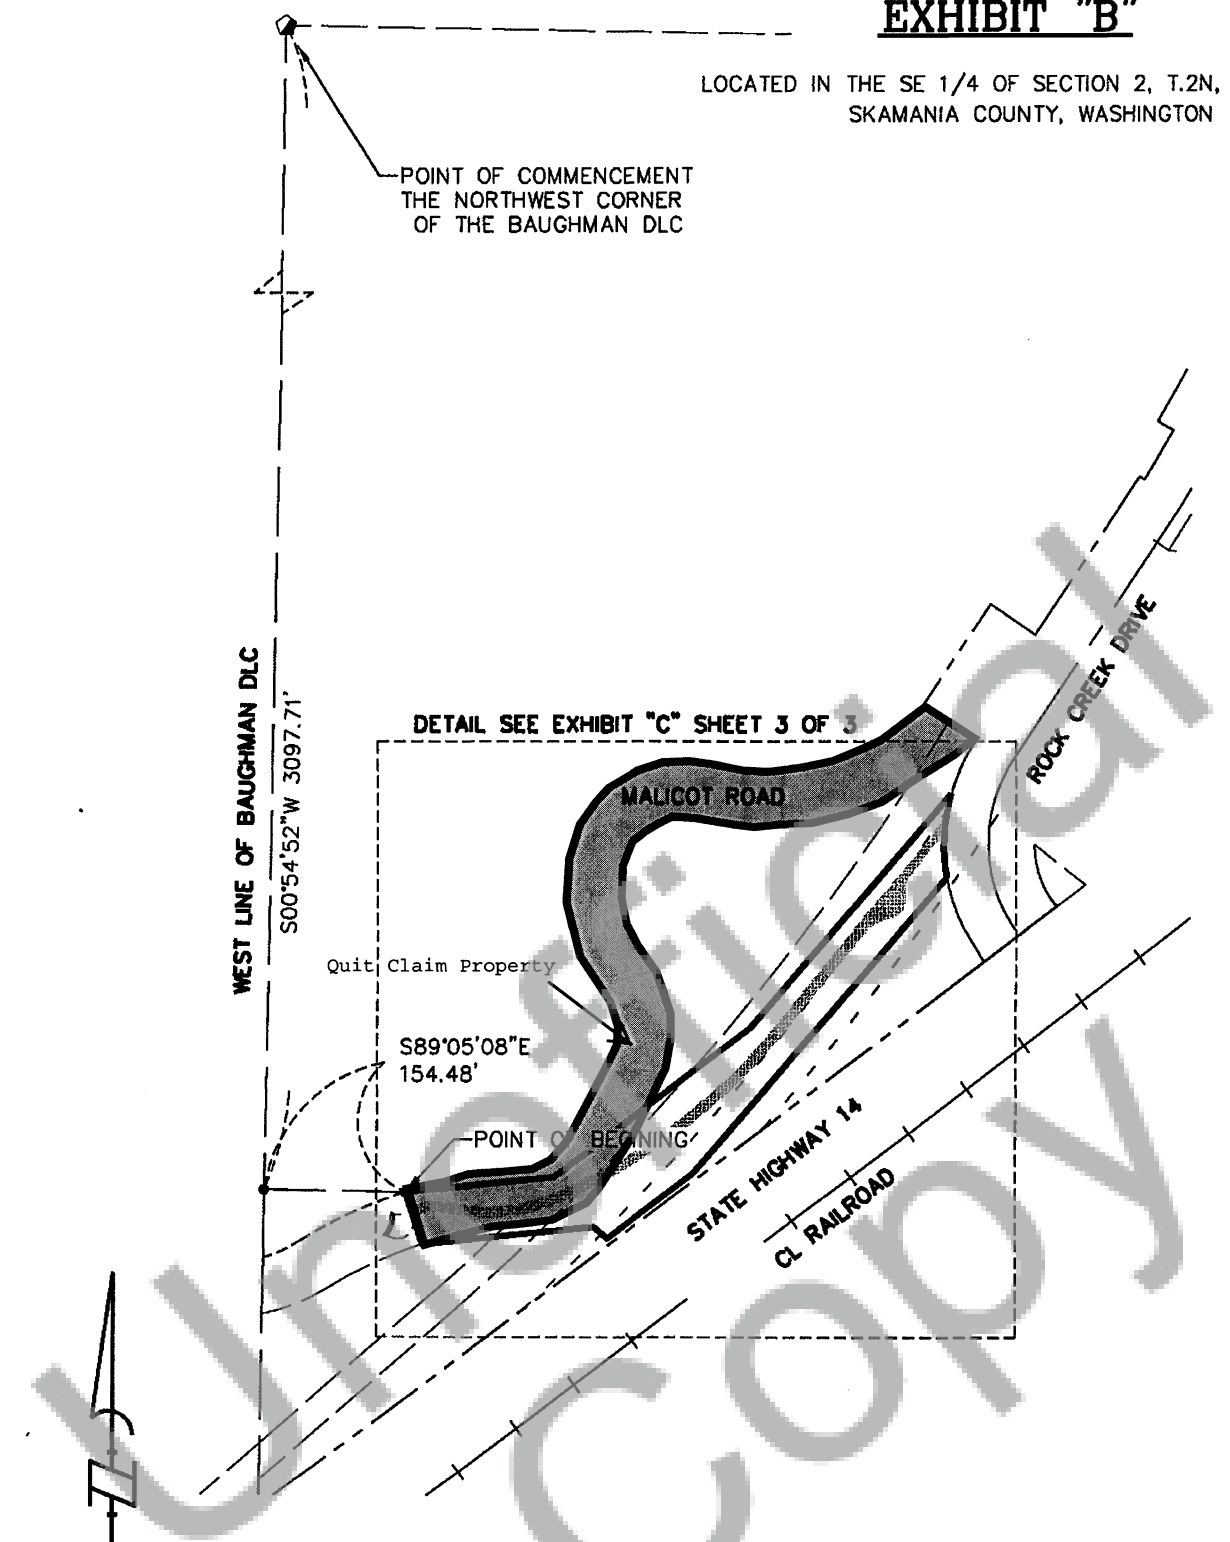 EXHIBIT "B"
LOCATED IN THE SE 1/4 OF SECTION 2, T.2N,
SKAMANIA COUNTY, WASHINGTON
POINT OF COMMENCEMENT
THE NORTHWEST CORNER
OF THE BAUGHMAN DLC
WEST LINE OF BAUGHMAN DLC
S00°54'52"W 3097.71'
DETAIL SEE EXHIBIT "C" SHEET 3 OF 3
MALICOT ROAD
ROCK CREEK DRIVE
Quit Claim Property
S89°05'08"E
154.48'
POINT OF BEGINING
STATE HIGHWAY 14
CL RAILROAD
Unofficial
Copy